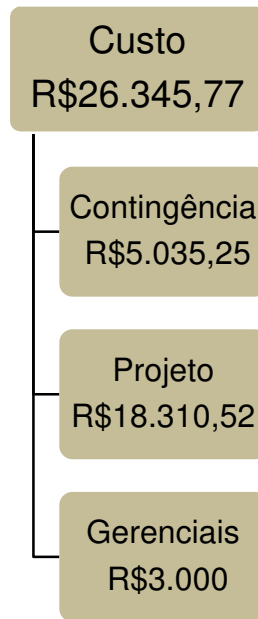 Custo
R$26.345,77
Contingência
R$5.035,25
Projeto
R$18.310,52
Gerenciais
R$3.000